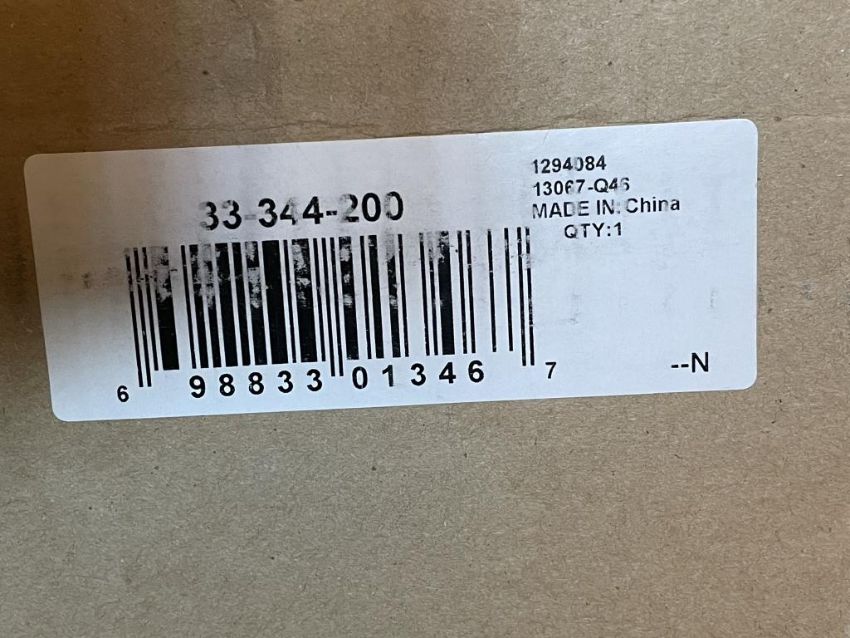 33-344-200
1294084
13067-Q46
MADE IN: China
QTY:1
6 98833 01346 7
--N